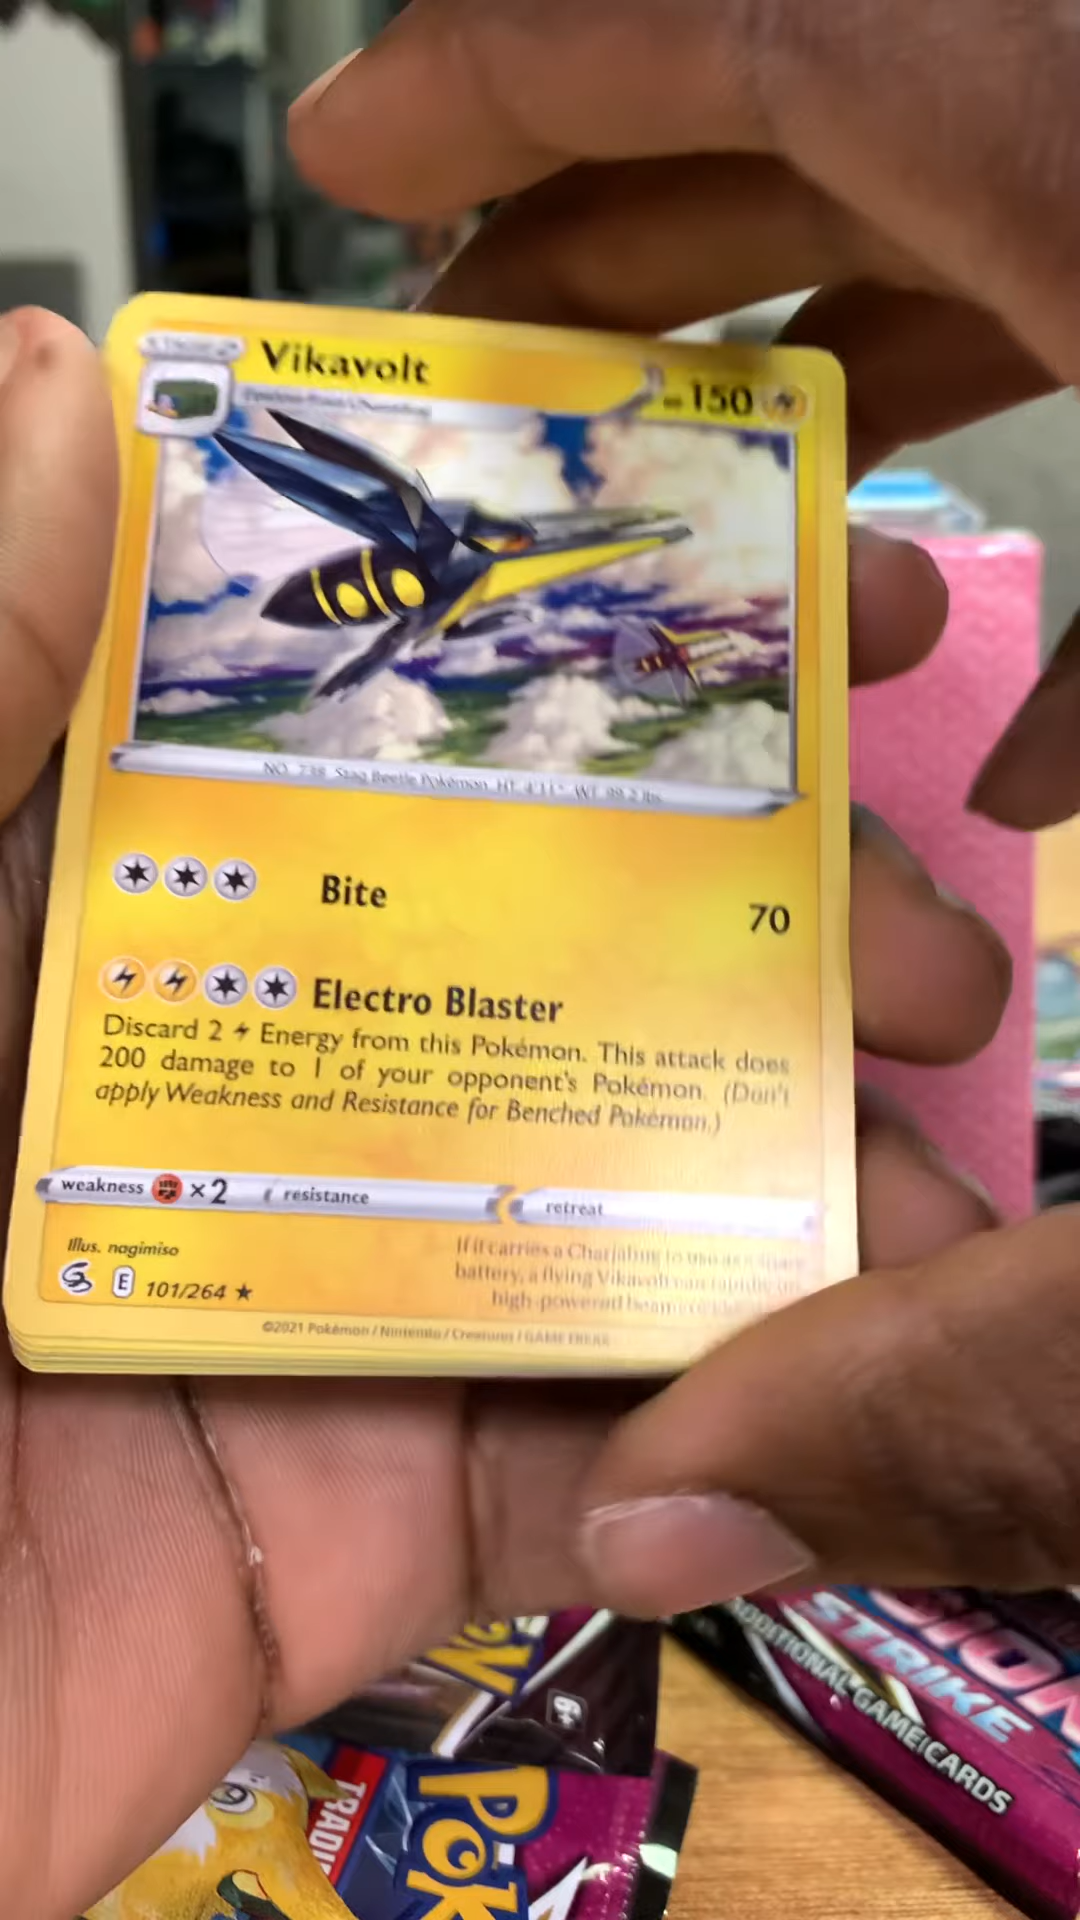 Vikavolt
150
NO. 738 Stag Beetle Pokémon HT 4'11" WT 99.2 lbs.
Bite
70
Electro Blaster
Discard 2 Energy from this Pokémon. This attack does
200 damage to 1 of your opponent's Pokémon. (Don't
apply Weakness and Resistance for Benched Pokémon.)
weakness ×2 resistance
retreat
Illus. nagimiso
If it carries a Charjabug to use as a spare
battery, a flying Vikavolt can rapidly
high-powered beams
E 101/264 ★
©2021 Pokémon / Nintendo / Creatures / GAME FREAK
STRIKE
ADDITIONAL GAME CARDS